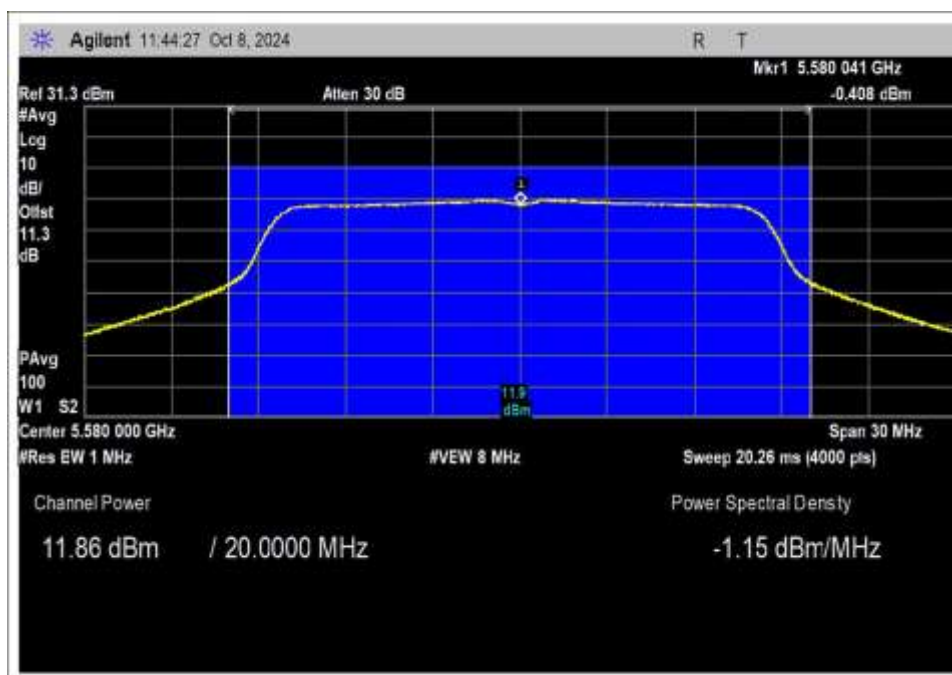 Agilent 11:44:27 Oct 8, 2024 R T
Mkr1 5.580 041 GHz
Ref 31.3 dBm Atten 30 dB -0.408 dBm
#Avg
Log
10
dB/
Offst
11.3
dB
1
PAvg
100
W1 S2
11.9
dBm
Center 5.580 000 GHz Span 30 MHz
#Res BW 1 MHz #VBW 8 MHz Sweep 20.26 ms (4000 pts)
Channel Power Power Spectral Density
11.86 dBm / 20.0000 MHz -1.15 dBm/MHz